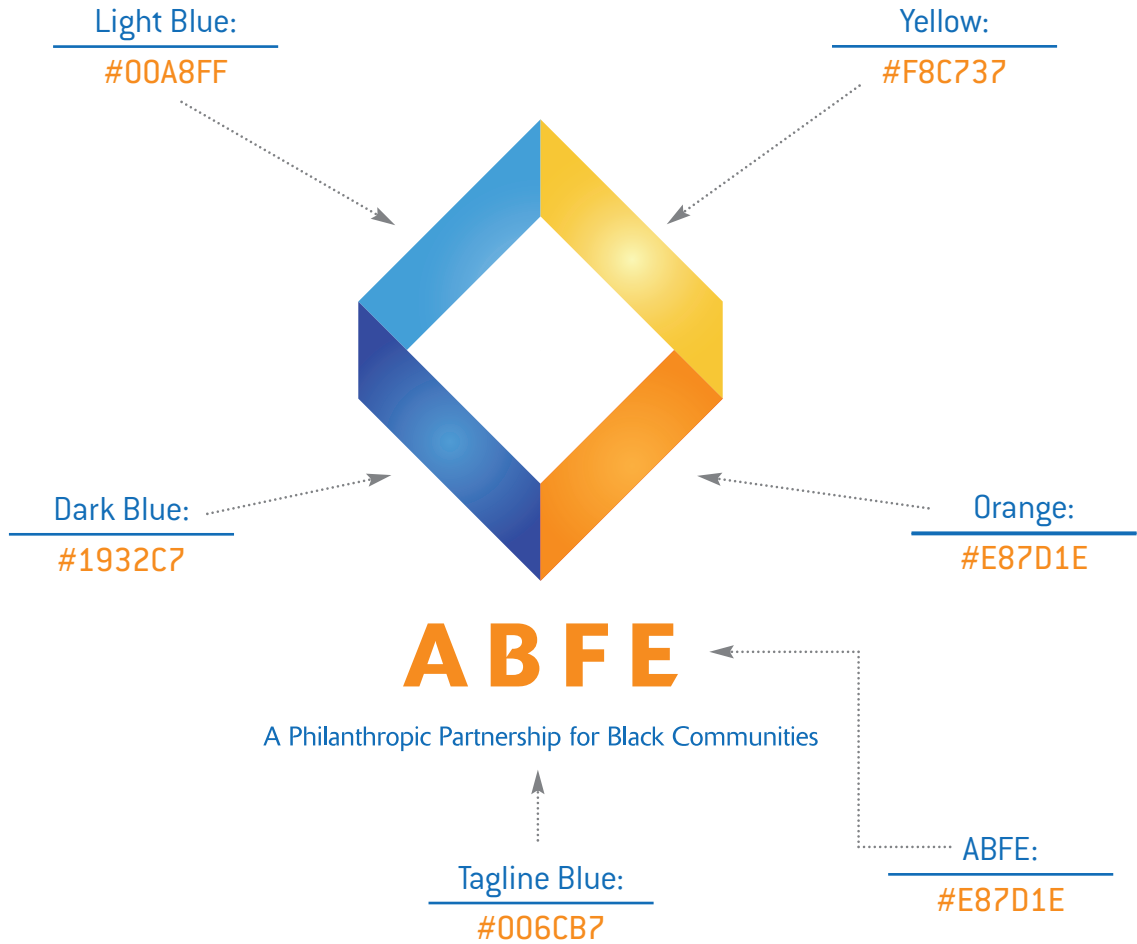 Light Blue:
#00A8FF
Yellow:
#F8C737
Dark Blue:
#1932C7
Orange:
#E87D1E
ABFE
A Philanthropic Partnership for Black Communities
Tagline Blue:
#006CB7
ABFE:
#E87D1E